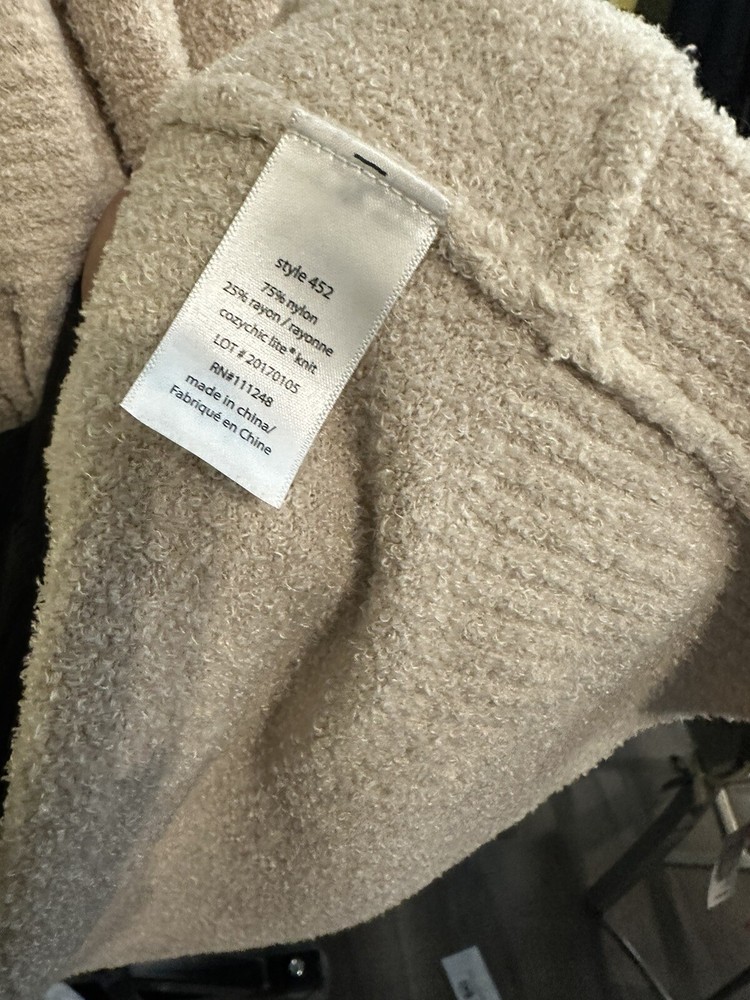 style 452
75% nylon
25% rayon / rayonne
cozychic lite® knit
LOT # 20170105
RN#111248
made in china/
Fabriqué en Chine